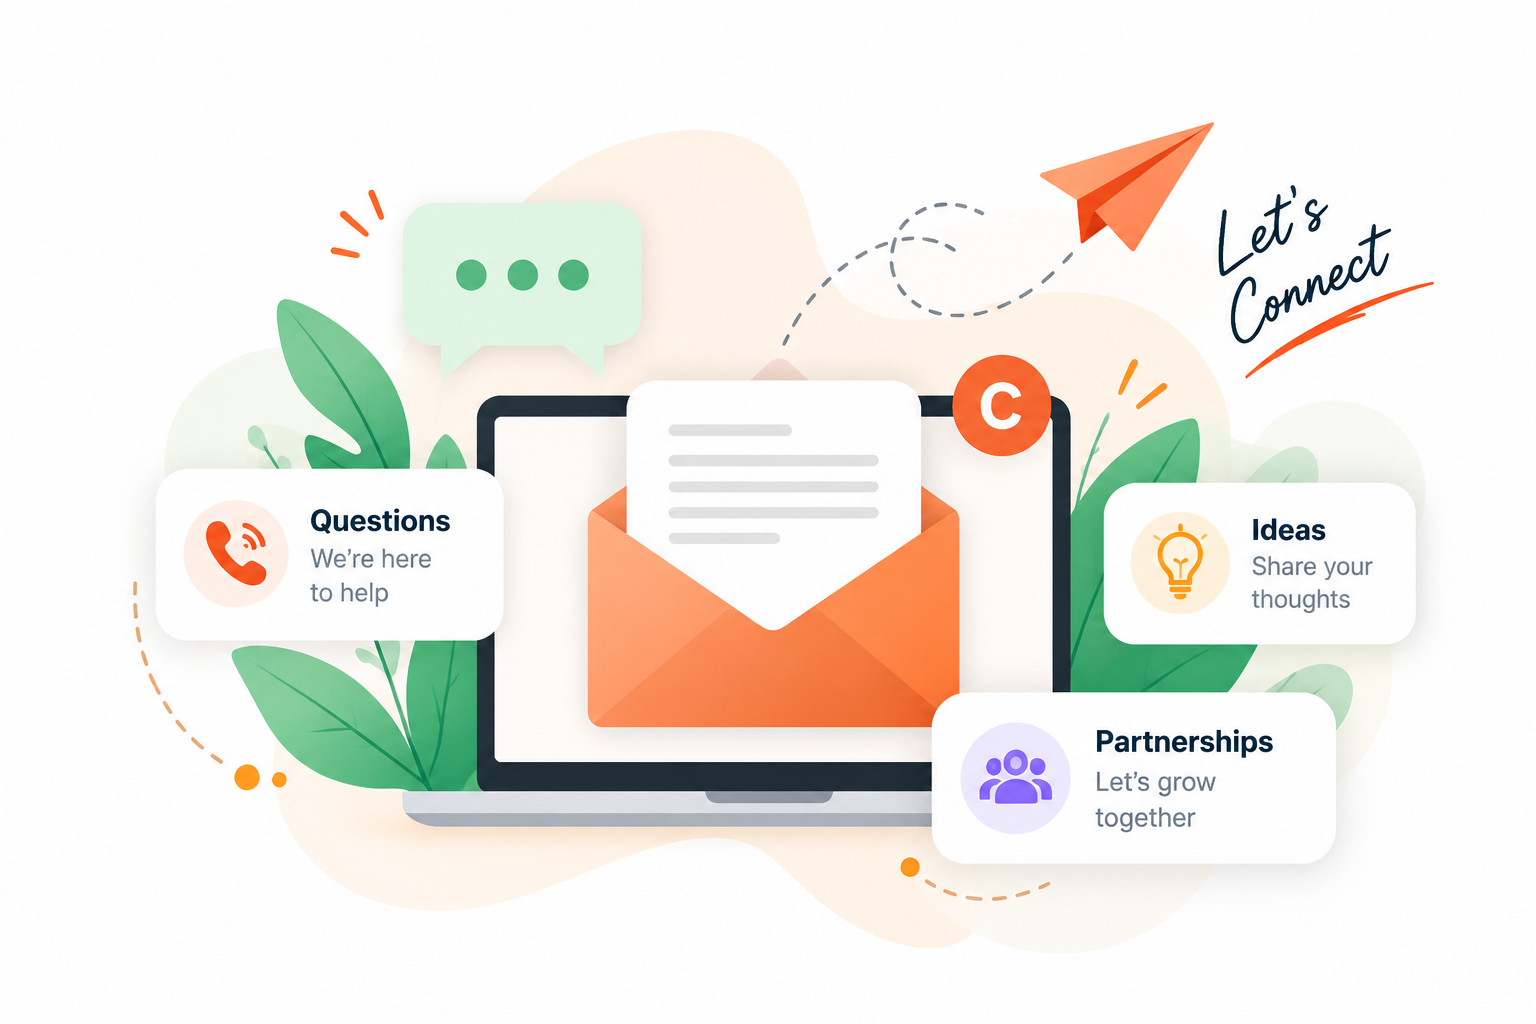 Let's
Connect
C
Questions
We're here
to help
Ideas
Share your
thoughts
Partnerships
Let's grow
together